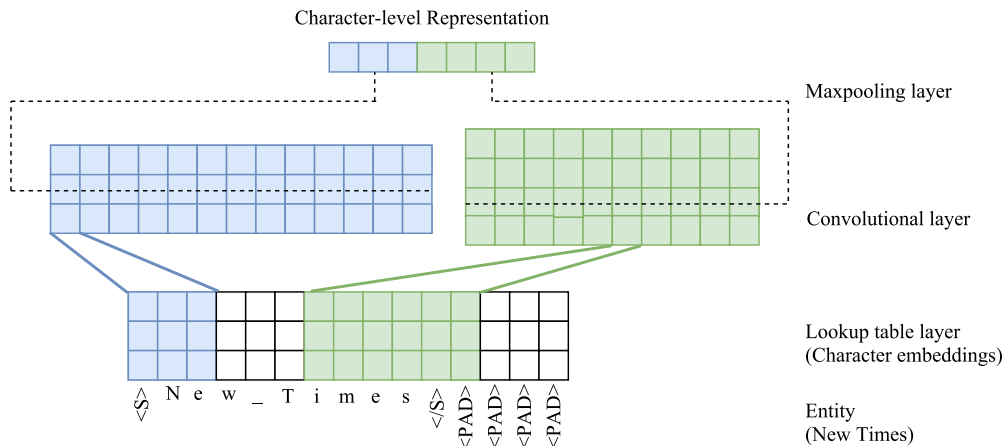 Character-level Representation
Maxpooling layer
Convolutional layer
Lookup table layer
(Character embeddings)
<S> N e w _ T i m e s </S> <PAD> <PAD> <PAD> <PAD>
Entity
(New Times)